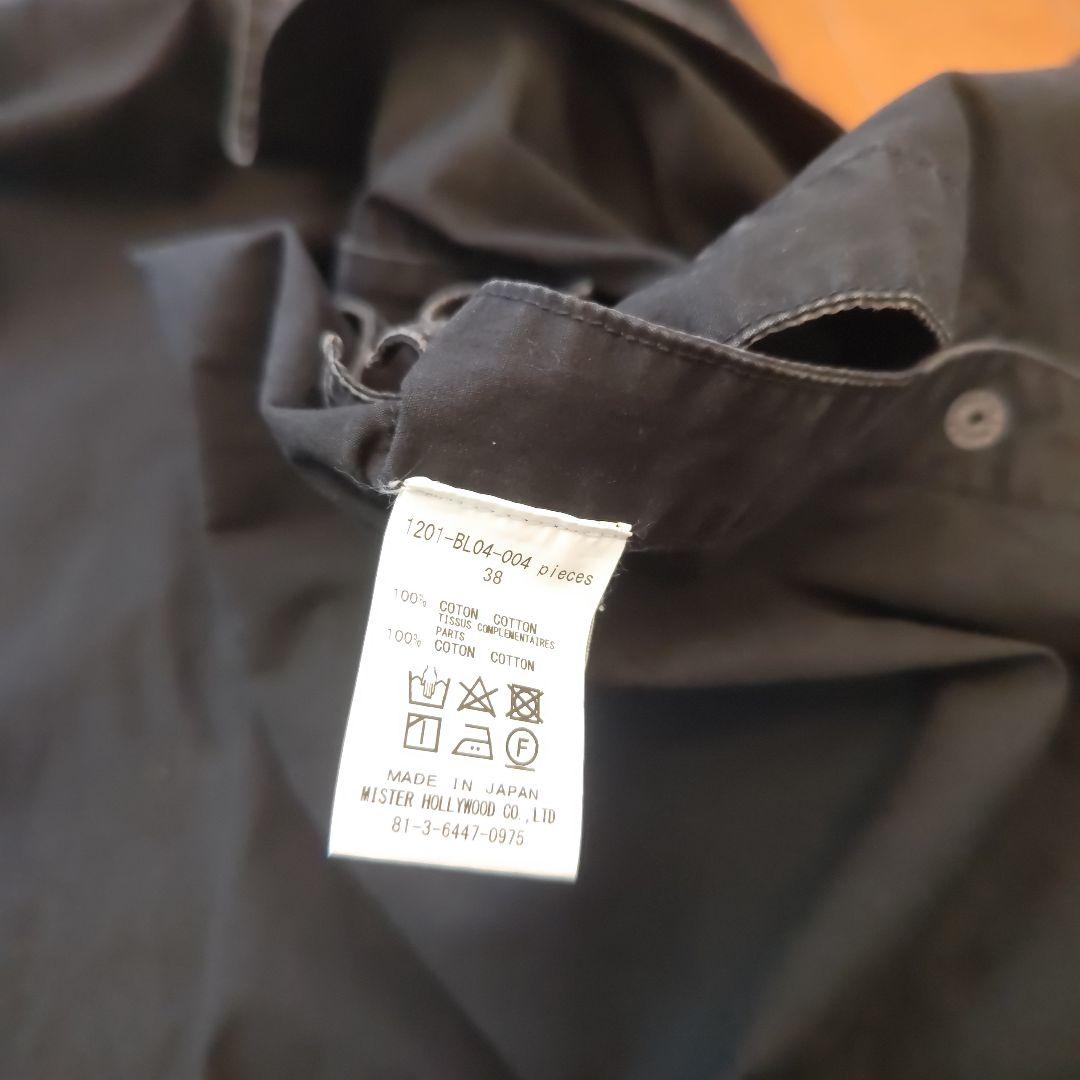 1201-BL04-004 pieces
38
100% COTON COTTON
TISSUS COMPLEMENTAIRES
PARTS
100% COTON COTTON
F
MADE IN JAPAN
MISTER HOLLYWOOD CO.,LTD
81-3-6447-0975